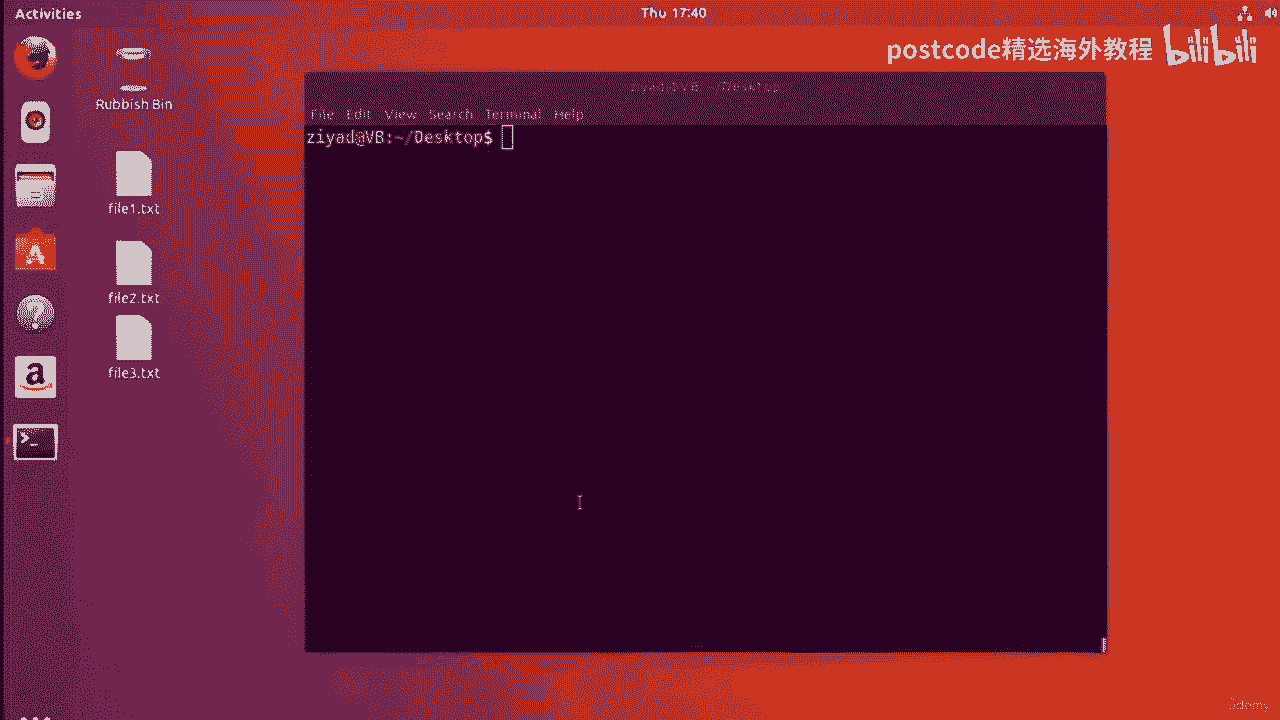 Activities
Thu 17:40
postcode精选海外教程 bilibili
Rubbish Bin
ziyad@VB: ~/Desktop
File Edit View Search Terminal Help
ziyad@VB:~/Desktop$
file1.txt
file2.txt
file3.txt